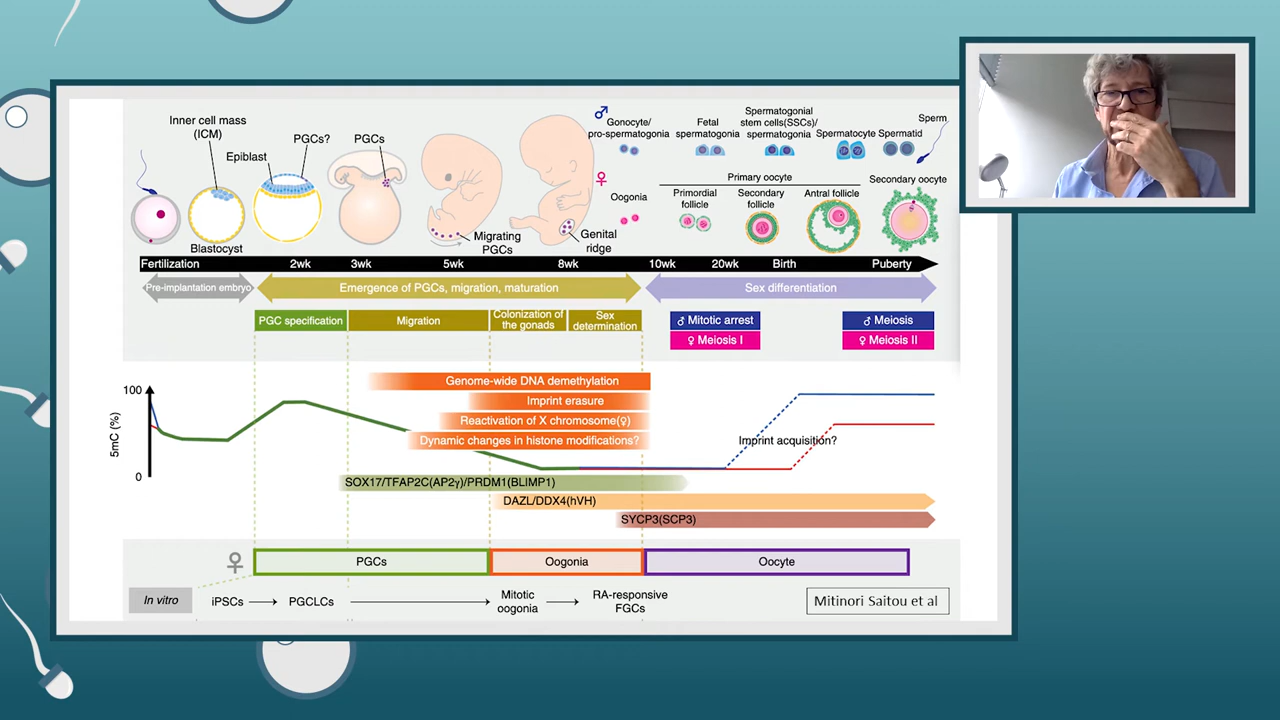 Inner cell mass
(ICM)
Epiblast
PGCs?
PGCs
Blastocyst
Migrating
PGCs
Genital
ridge
♂
Gonocyte/
pro-spermatogonia
Fetal
spermatogonia
Spermatogonial
stem cells(SSCs)/
spermatogonia
Spermatocyte
Spermatid
Sperm
♀
Oogonia
Primary oocyte
Primordial
follicle
Secondary
follicle
Antral follicle
Secondary oocyte
Fertilization 2wk 3wk 5wk 8wk 10wk 20wk Birth Puberty
Pre-implantation embryo
Emergence of PGCs, migration, maturation
Sex differentiation
PGC specification
Migration
Colonization of
the gonads
Sex
determination
♂ Mitotic arrest
♀ Meiosis I
♂ Meiosis
♀ Meiosis II
100
5mC (%)
0
Genome-wide DNA demethylation
Imprint erasure
Reactivation of X chromosome(♀)
Dynamic changes in histone modifications?
Imprint acquisition?
SOX17/TFAP2C(AP2γ)/PRDM1(BLIMP1)
DAZL/DDX4(hVH)
SYCP3(SCP3)
♀
PGCs
Oogonia
Oocyte
In vitro
iPSCs
PGCLCs
Mitotic
oogonia
RA-responsive
FGCs
Mitinori Saitou et al